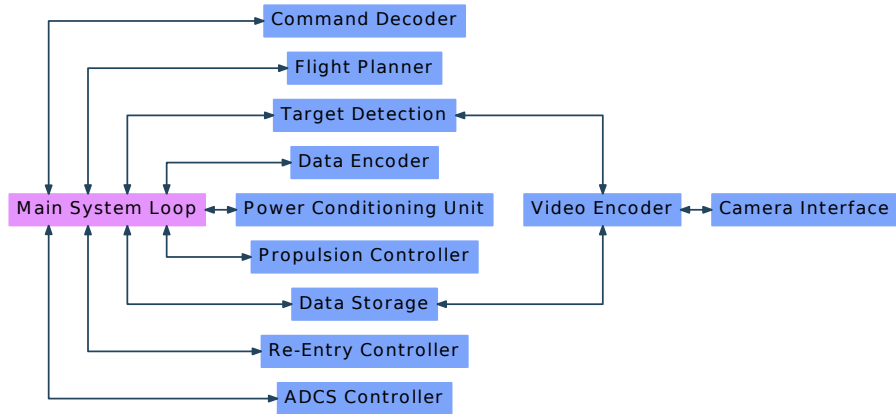 Command Decoder
Flight Planner
Target Detection
Data Encoder
Main System Loop
Power Conditioning Unit
Video Encoder
Camera Interface
Propulsion Controller
Data Storage
Re-Entry Controller
ADCS Controller